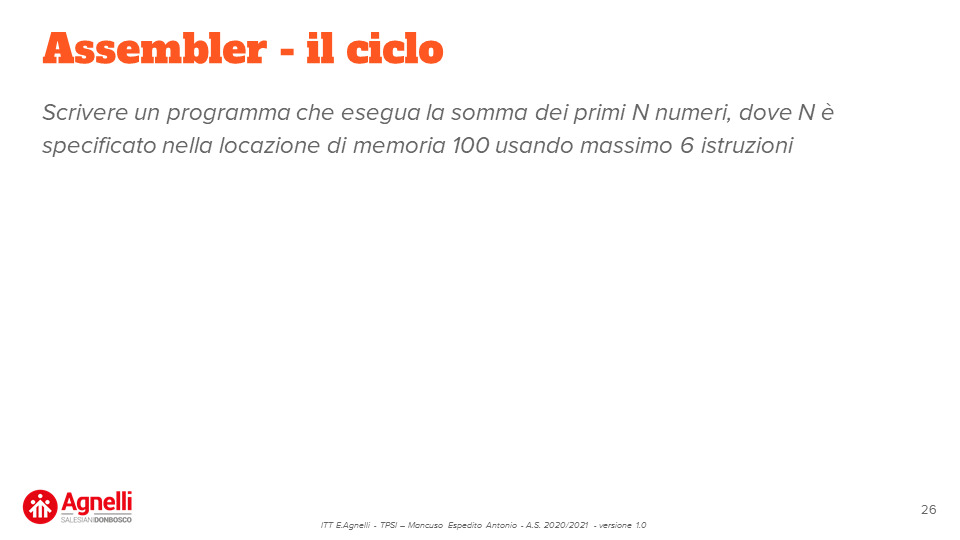 Assembler - il ciclo
Scrivere un programma che esegua la somma dei primi N numeri, dove N è
specificato nella locazione di memoria 100 usando massimo 6 istruzioni
Agnelli
SALESIANIDONBOSCO
ITT E.Agnelli - TPSI – Mancuso Espedito Antonio - A.S. 2020/2021 - versione 1.0
26